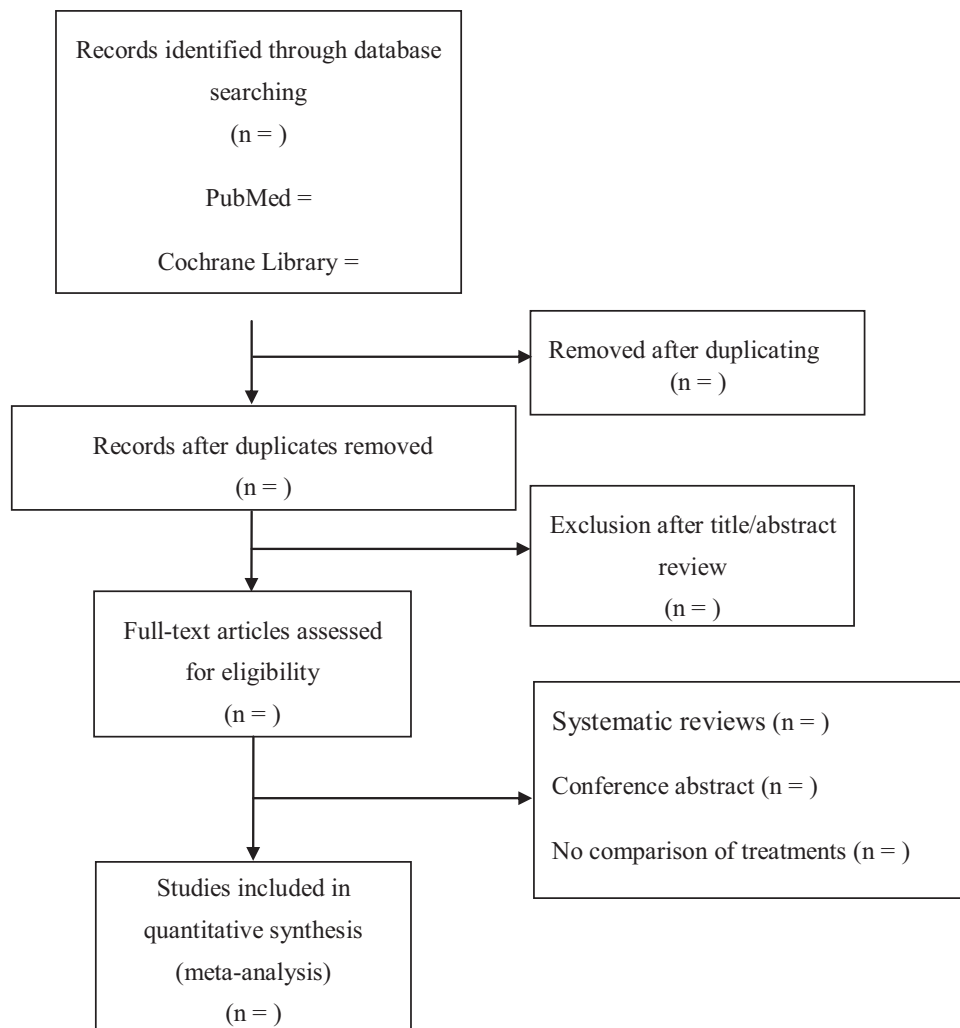 Records identified through database
searching
(n = )
PubMed =
Cochrane Library =
Removed after duplicating
(n = )
Records after duplicates removed
(n = )
Exclusion after title/abstract
review
(n = )
Full-text articles assessed
for eligibility
(n = )
Systematic reviews (n = )
Conference abstract (n = )
No comparison of treatments (n = )
Studies included in
quantitative synthesis
(meta-analysis)
(n = )